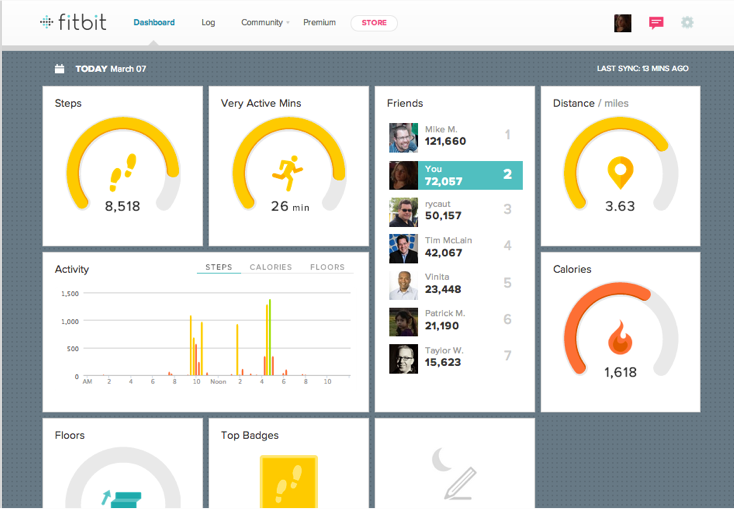 fitbit
Dashboard Log Community Premium STORE
TODAY March 07
LAST SYNC: 13 MINS AGO
Steps
8,518
Very Active Mins
26 min
Friends
Mike M. 1
121,660
You 2
72,057
rycaut 3
50,157
Tim McLain 4
42,067
Vinita 5
23,448
Patrick M. 6
21,190
Taylor W. 7
15,623
Distance / miles
3.63
Activity
STEPS CALORIES FLOORS
1,500
1,000
500
0
AM 2 4 6 8 10 Noon 2 4 6 8 10
Calories
1,618
Floors
Top Badges